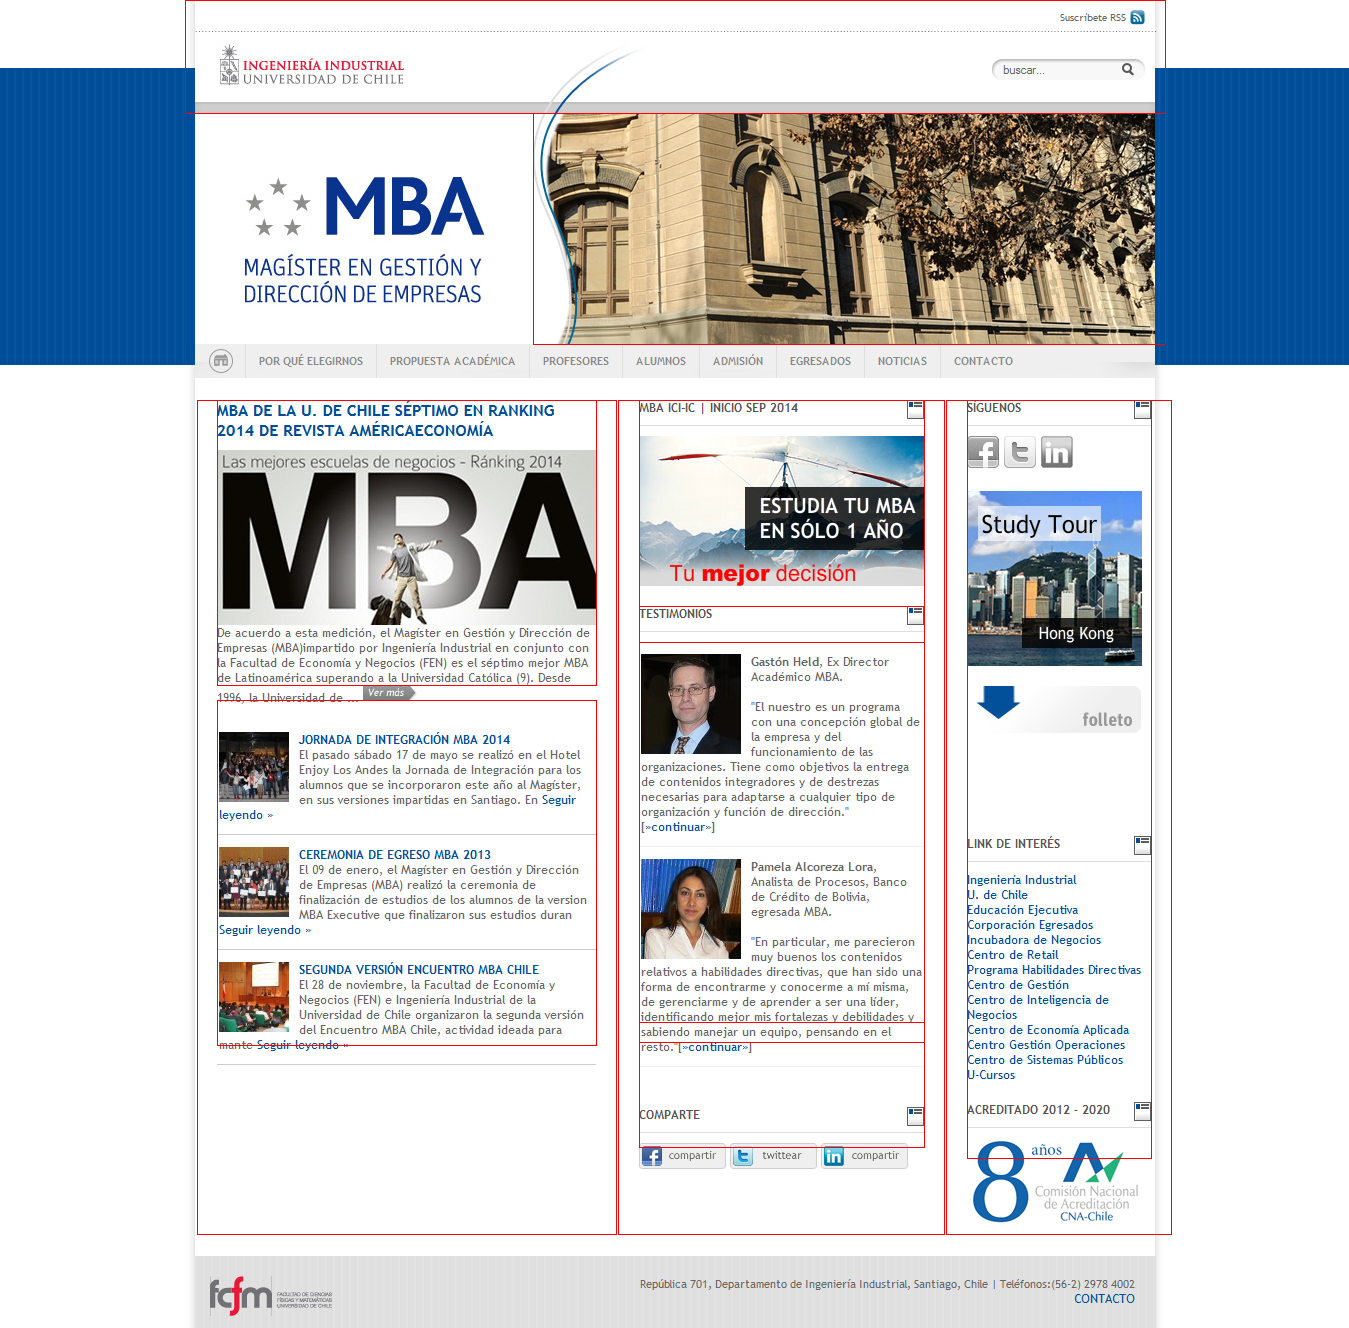 Suscríbete RSS
INGENIERÍA INDUSTRIAL
UNIVERSIDAD DE CHILE
buscar...
MBA
MAGÍSTER EN GESTIÓN Y
DIRECCIÓN DE EMPRESAS
POR QUÉ ELEGIRNOS PROPUESTA ACADÉMICA PROFESORES ALUMNOS ADMISIÓN EGRESADOS NOTICIAS CONTACTO
MBA DE LA U. DE CHILE SÉPTIMO EN RANKING
2014 DE REVISTA AMÉRICAECONOMÍA
Las mejores escuelas de negocios - Ránking 2014
MBA
De acuerdo a esta medición, el Magíster en Gestión y Dirección de
Empresas (MBA)impartido por Ingeniería Industrial en conjunto con
la Facultad de Economía y Negocios (FEN) es el séptimo mejor MBA
de Latinoamérica superando a la Universidad Católica (9). Desde
1996, la Universidad de ... Ver más
JORNADA DE INTEGRACIÓN MBA 2014
El pasado sábado 17 de mayo se realizó en el Hotel
Enjoy Los Andes la Jornada de Integración para los
alumnos que se incorporaron este año al Magíster,
en sus versiones impartidas en Santiago. En Seguir
leyendo »
CEREMONIA DE EGRESO MBA 2013
El 09 de enero, el Magíster en Gestión y Dirección
de Empresas (MBA) realizó la ceremonia de
finalización de estudios de los alumnos de la version
MBA Executive que finalizaron sus estudios duran
Seguir leyendo »
SEGUNDA VERSIÓN ENCUENTRO MBA CHILE
El 28 de noviembre, la Facultad de Economía y
Negocios (FEN) e Ingeniería Industrial de la
Universidad de Chile organizaron la segunda versión
del Encuentro MBA Chile, actividad ideada para
mante Seguir leyendo »
MBA ICI-IC | INICIO SEP 2014
ESTUDIA TU MBA
EN SÓLO 1 AÑO
Tu mejor decisión
TESTIMONIOS
Gastón Held, Ex Director
Académico MBA.
"El nuestro es un programa
con una concepción global de
la empresa y del
funcionamiento de las
organizaciones. Tiene como objetivos la entrega
de contenidos integradores y de destrezas
necesarias para adaptarse a cualquier tipo de
organización y función de dirección."
[»continuar»]
Pamela Alcoreza Lora,
Analista de Procesos, Banco
de Crédito de Bolivia,
egresada MBA.
"En particular, me parecieron
muy buenos los contenidos
relativos a habilidades directivas, que han sido una
forma de encontrarme y conocerme a mí misma,
de gerenciarme y de aprender a ser una líder,
identificando mejor mis fortalezas y debilidades y
sabiendo manejar un equipo, pensando en el
resto."[»continuar»]
COMPARTE
compartir twittear compartir
SÍGUENOS
Study Tour
Hong Kong
folleto
LINK DE INTERÉS
Ingeniería Industrial
U. de Chile
Educación Ejecutiva
Corporación Egresados
Incubadora de Negocios
Centro de Retail
Programa Habilidades Directivas
Centro de Gestión
Centro de Inteligencia de
Negocios
Centro de Economía Aplicada
Centro Gestión Operaciones
Centro de Sistemas Públicos
U-Cursos
ACREDITADO 2012 - 2020
8 años
Comisión Nacional
de Acreditación
CNA-Chile
fcfm
FACULTAD DE CIENCIAS
FÍSICAS Y MATEMÁTICAS
UNIVERSIDAD DE CHILE
República 701, Departamento de Ingeniería Industrial, Santiago, Chile | Teléfonos:(56-2) 2978 4002
CONTACTO